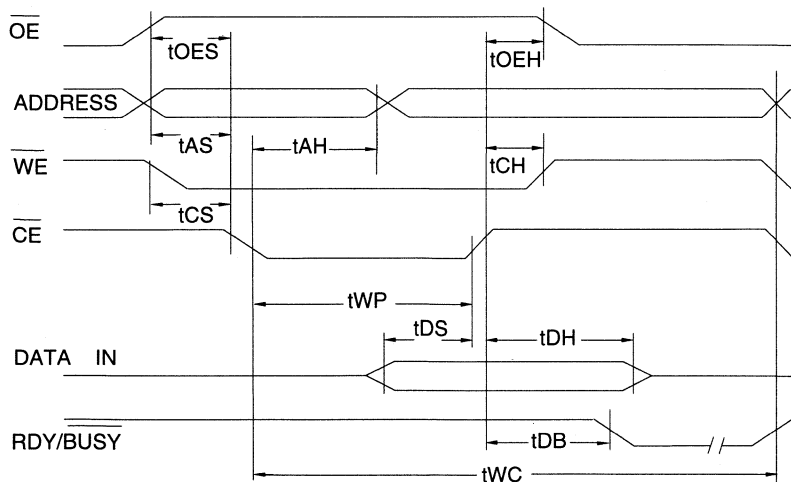 OE
tOES
tOEH
ADDRESS
tAS
tAH
WE
tCH
tCS
CE
tWP
tDS
tDH
DATA IN
RDY/BUSY
tDB
tWC